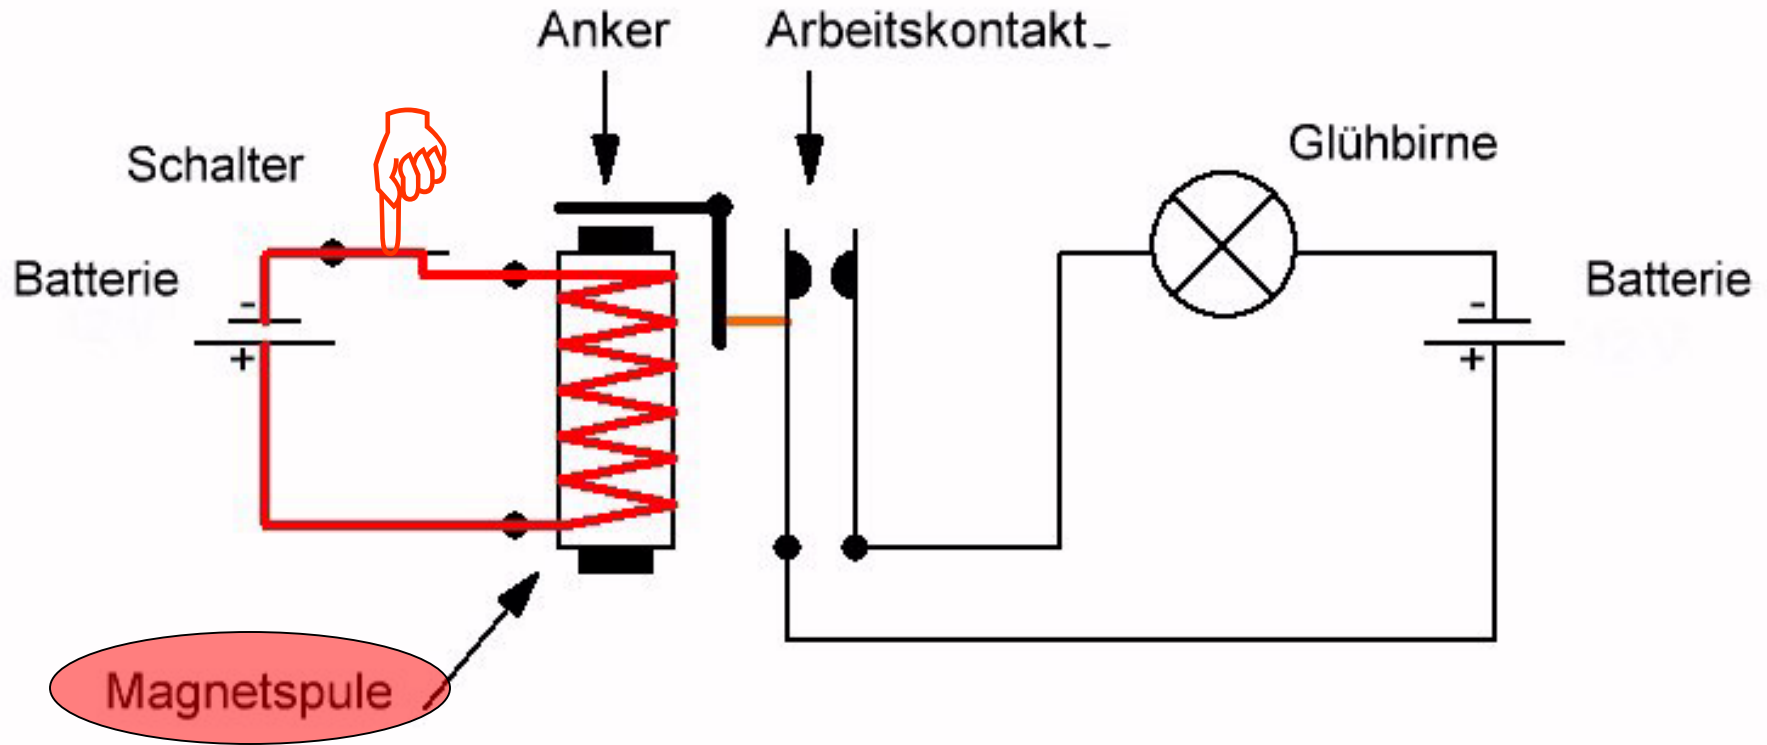 Anker
Arbeitskontakt
Schalter
Glühbirne
Batterie
Batterie
-
+
-
+
Magnetspule